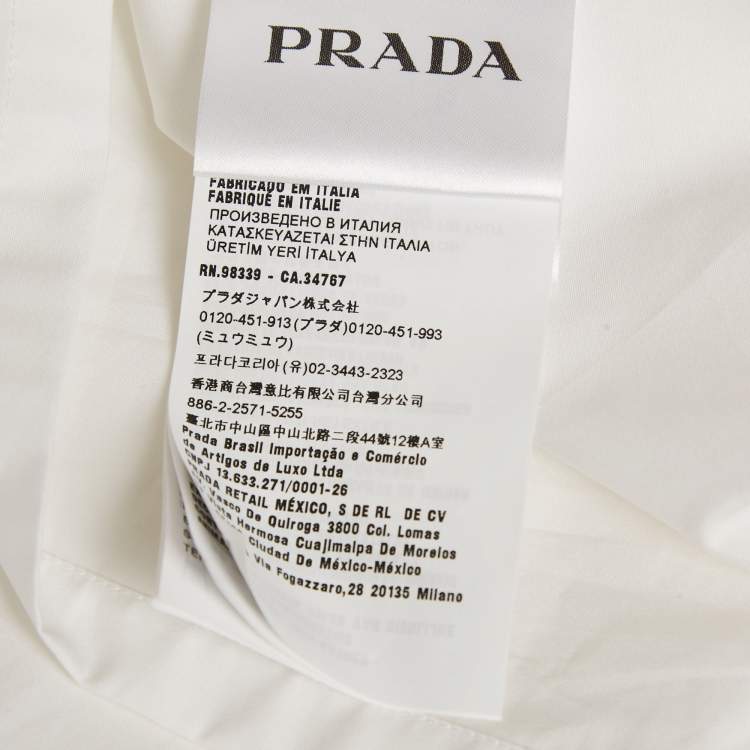 PRADA
FABRICADO EM ITALIA
FABRIQUÉ EN ITALIE
ПРОИЗВЕДЕНО В ИТАЛИЯ
ΚΑΤΑΣΚΕΥΑΖΕΤΑΙ ΣΤΗΝ ΙΤΑΛΙΑ
ÜRETİM YERİ İTALYA
RN.98339 - CA.34767
プラダジャパン株式会社
0120-451-913(プラダ)0120-451-993
(ミュウミュウ)
프라다코리아(유)02-3443-2323
香港商台灣意比有限公司台灣分公司
886-2-2571-5255
臺北市中山區中山北路二段44號12樓A室
Prada Brasil Importação e Comércio
de Artigos de Luxo Ltda
CNPJ 13.633.271/0001-26
PRADA RETAIL MÉXICO, S DE RL DE CV
Vasco De Quiroga 3800 Col. Lomas
Hermosa Cuajimalpa De Morelos
Ciudad De México-México
Via Fogazzaro,28 20135 Milano